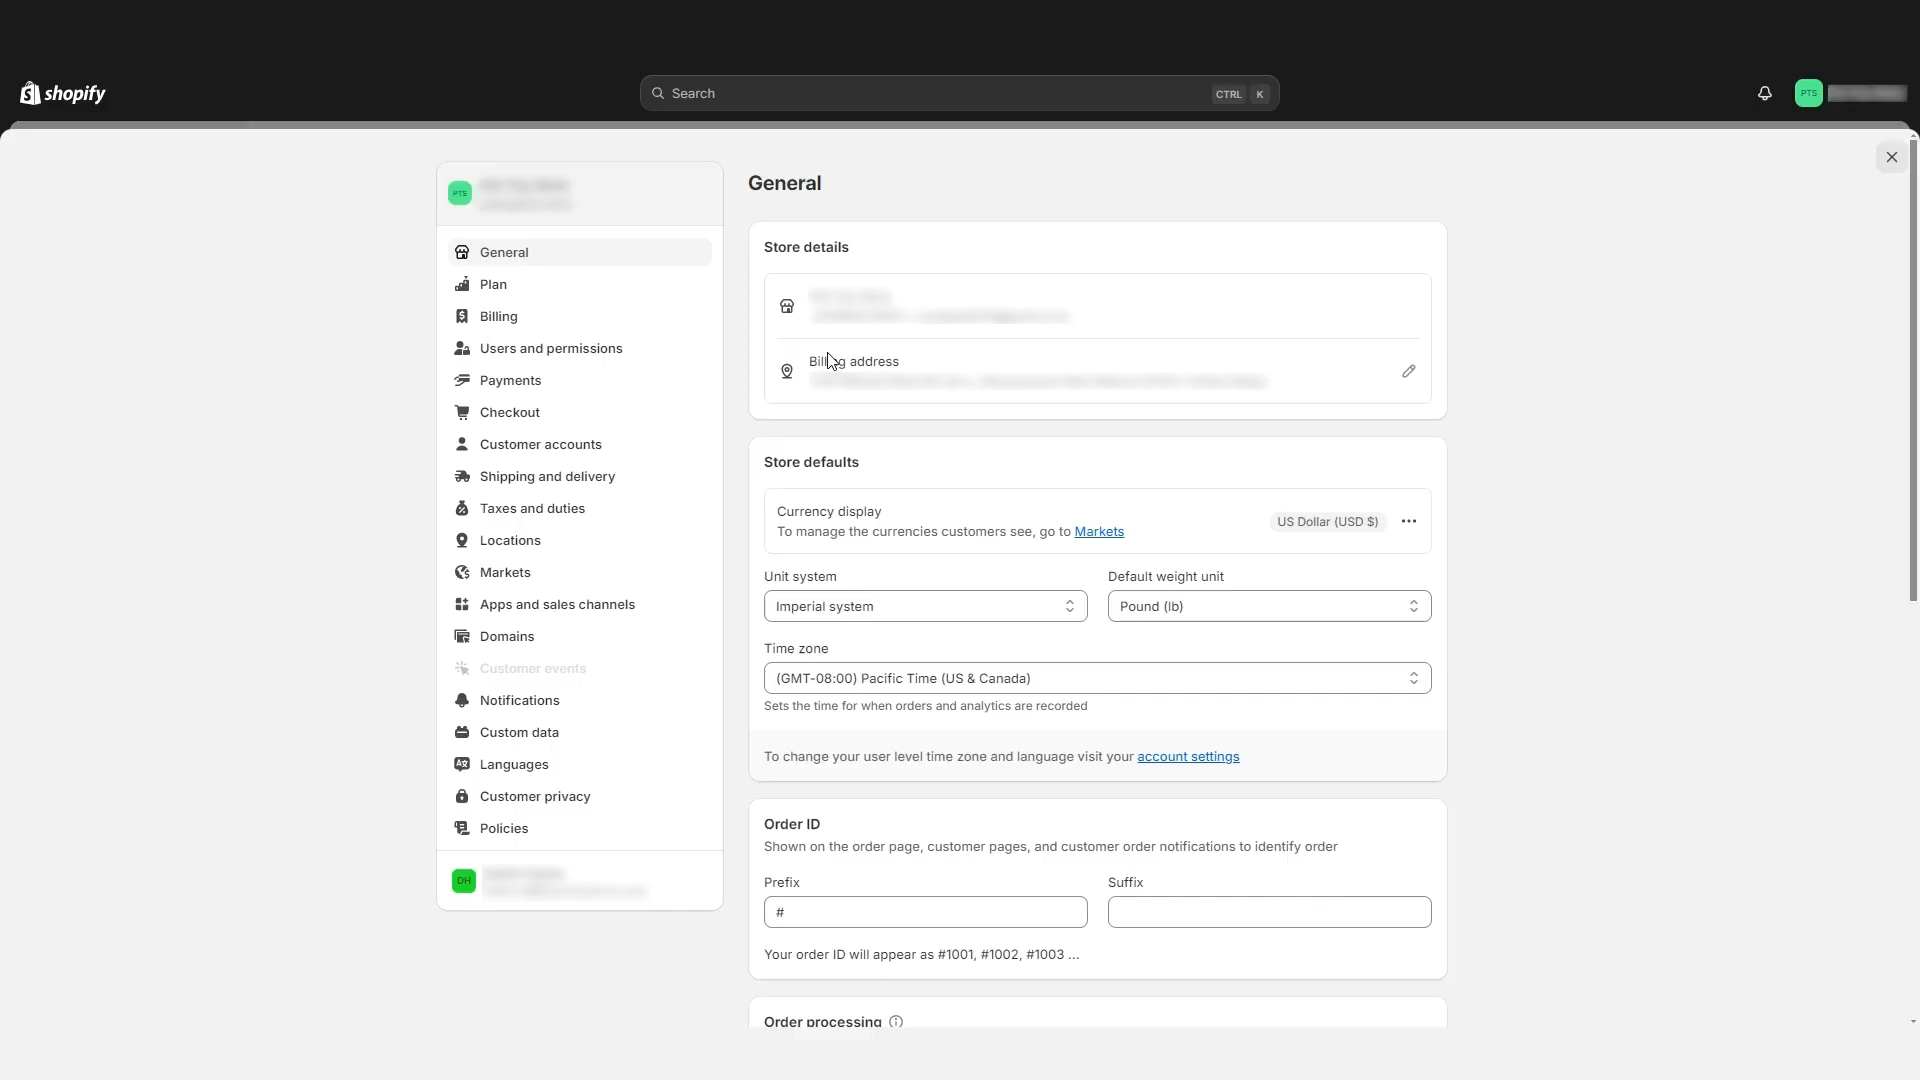 shopify
Search
CTRL K
PTS
PTS
General
Plan
Billing
Users and permissions
Payments
Checkout
Customer accounts
Shipping and delivery
Taxes and duties
Locations
Markets
Apps and sales channels
Domains
Customer events
Notifications
Custom data
Languages
Customer privacy
Policies
DH
General
Store details
Billing address
Store defaults
Currency display
To manage the currencies customers see, go to Markets
US Dollar (USD $)
Unit system
Default weight unit
Imperial system
Pound (lb)
Time zone
(GMT-08:00) Pacific Time (US & Canada)
Sets the time for when orders and analytics are recorded
To change your user level time zone and language visit your account settings
Order ID
Shown on the order page, customer pages, and customer order notifications to identify order
Prefix
Suffix
#
Your order ID will appear as #1001, #1002, #1003 ...
Order processing